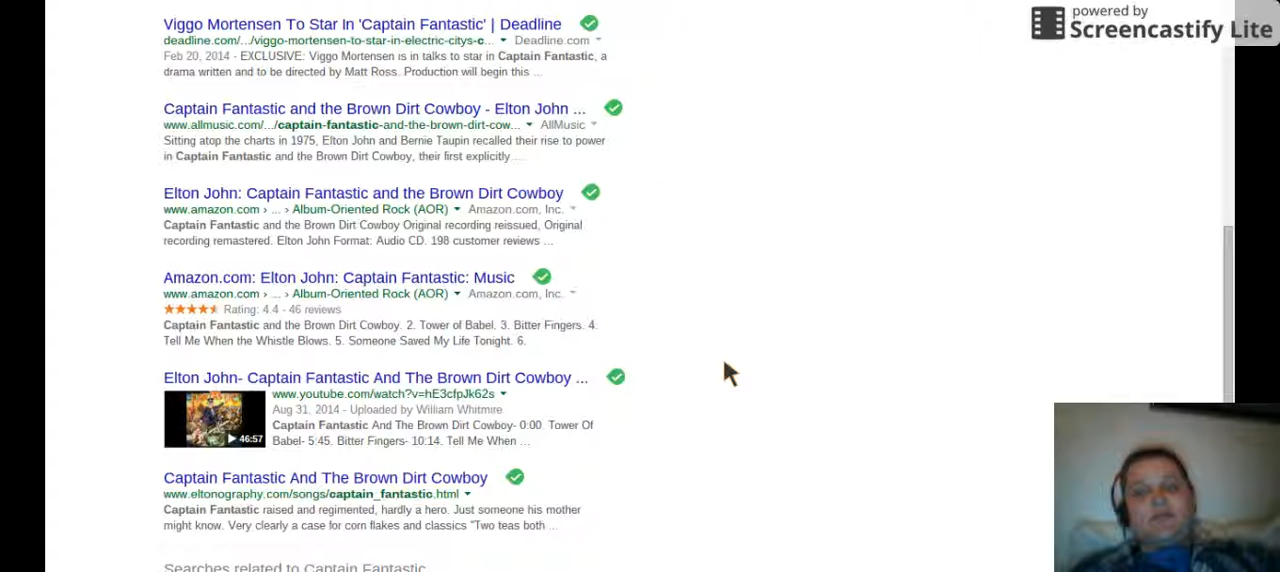 powered by
Screencastify Lite
Viggo Mortensen To Star In 'Captain Fantastic' | Deadline
deadline.com/.../viggo-mortensen-to-star-in-electric-citys-c... Deadline.com
Feb 20, 2014 - EXCLUSIVE: Viggo Mortensen is in talks to star in Captain Fantastic, a
drama written and to be directed by Matt Ross. Production will begin this ...
Captain Fantastic and the Brown Dirt Cowboy - Elton John ...
www.allmusic.com/.../captain-fantastic-and-the-brown-dirt-cow... AllMusic
Sitting atop the charts in 1975, Elton John and Bernie Taupin recalled their rise to power
in Captain Fantastic and the Brown Dirt Cowboy, their first explicitly ...
Elton John: Captain Fantastic and the Brown Dirt Cowboy
www.amazon.com › ... › Album-Oriented Rock (AOR) Amazon.com, Inc.
Captain Fantastic and the Brown Dirt Cowboy Original recording reissued, Original
recording remastered. Elton John Format: Audio CD. 198 customer reviews ...
Amazon.com: Elton John: Captain Fantastic: Music
www.amazon.com › ... › Album-Oriented Rock (AOR) Amazon.com, Inc.
Rating: 4.4 - 46 reviews
Captain Fantastic and the Brown Dirt Cowboy. 2. Tower of Babel. 3. Bitter Fingers. 4.
Tell Me When the Whistle Blows. 5. Someone Saved My Life Tonight. 6.
Elton John- Captain Fantastic And The Brown Dirt Cowboy ...
www.youtube.com/watch?v=hE3cfpJk62s
Aug 31, 2014 - Uploaded by William Whitmire
Captain Fantastic And The Brown Dirt Cowboy- 0:00. Tower Of
Babel- 5:45. Bitter Fingers- 10:14. Tell Me When ...
46:57
Captain Fantastic And The Brown Dirt Cowboy
www.eltonography.com/songs/captain_fantastic.html
Captain Fantastic raised and regimented, hardly a hero. Just someone his mother
might know. Very clearly a case for corn flakes and classics "Two teas both ...
Searches related to Captain Fantastic